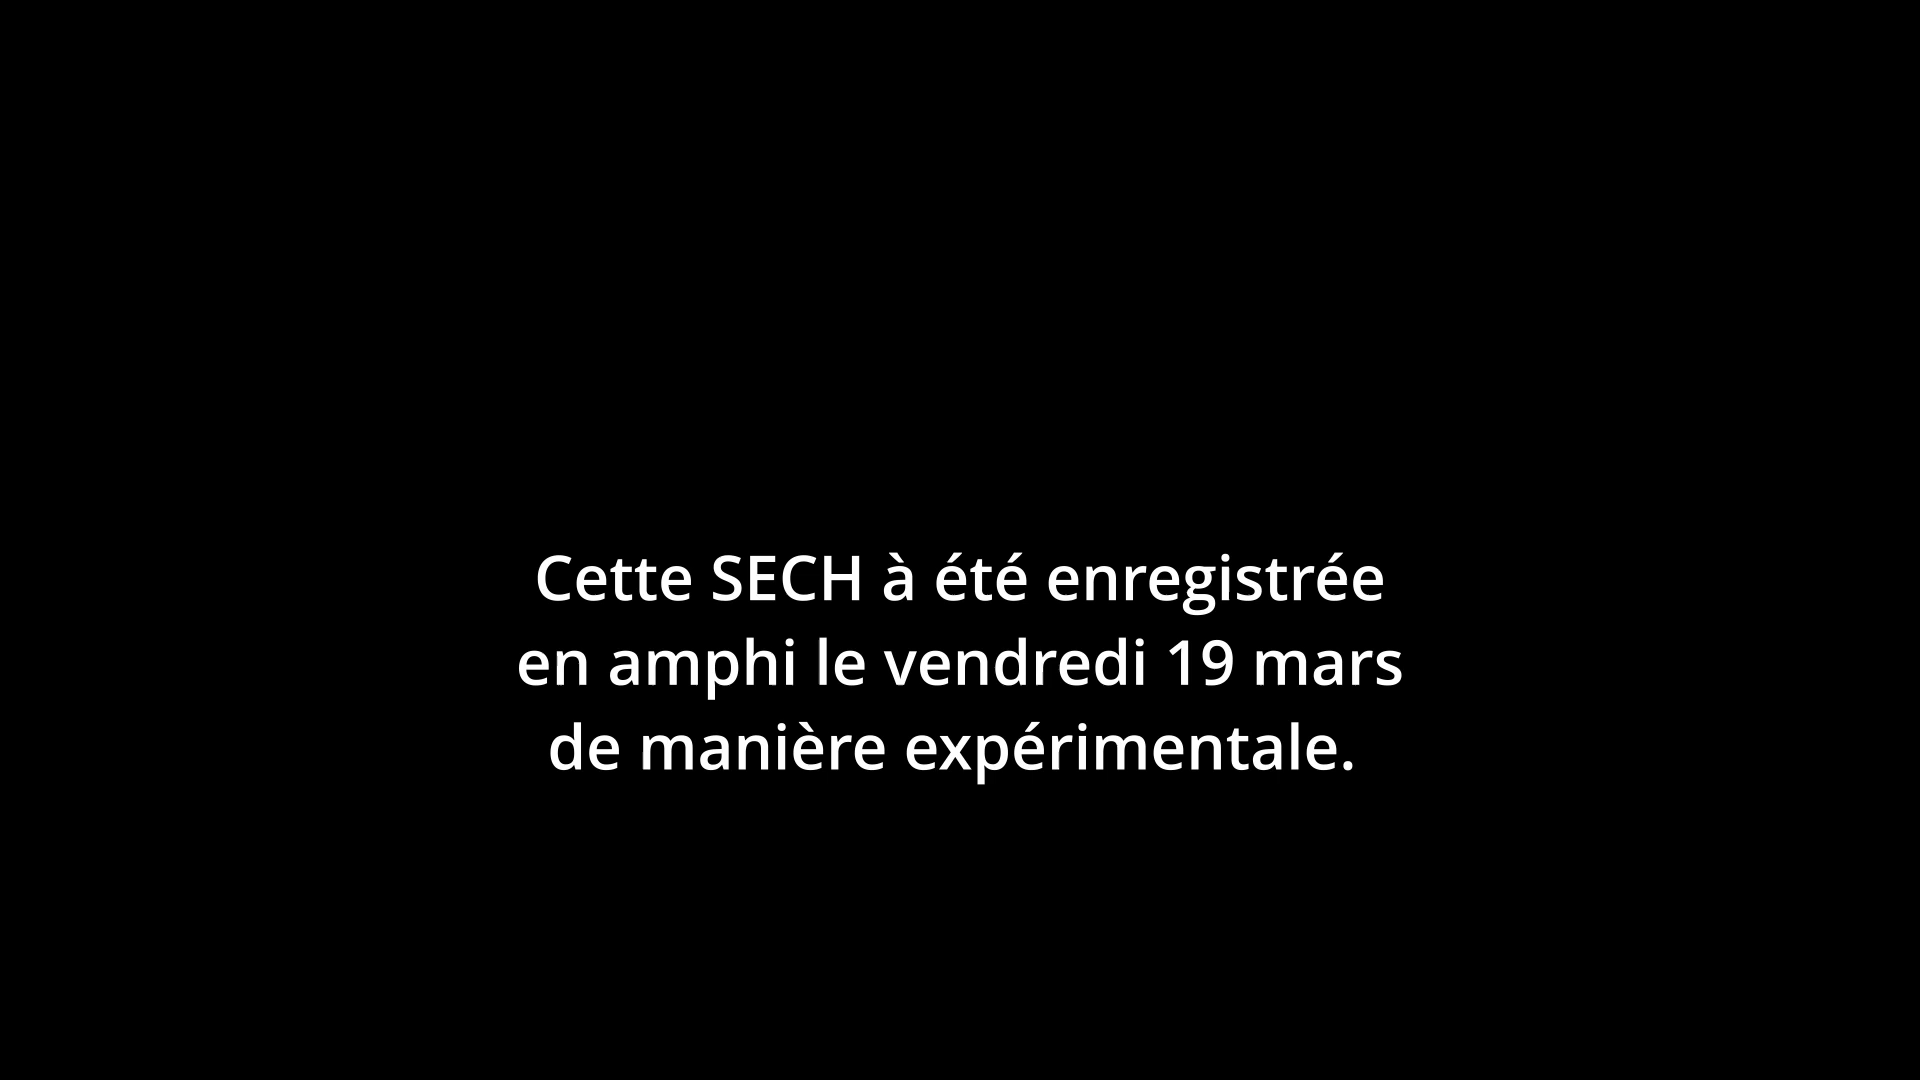 Cette SECH à été enregistrée
en amphi le vendredi 19 mars
de manière expérimentale.